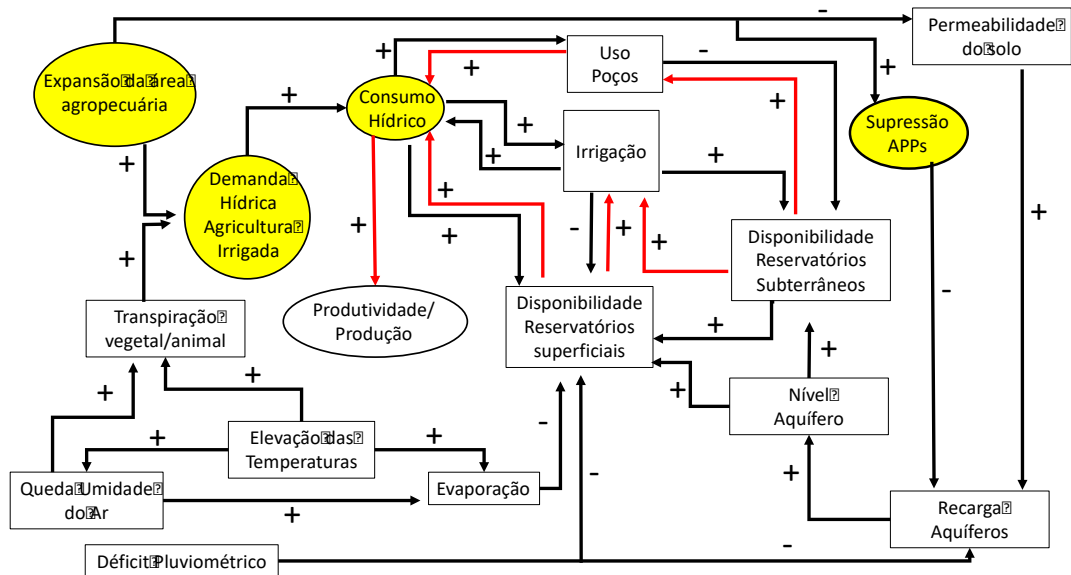 Permeabilidade
do solo
Uso
Poços
Expansão da área
agropecuária
Consumo
Hídrico
Supressão
APPs
Irrigação
Demanda
Hídrica
Agricultura
Irrigada
Disponibilidade
Reservatórios
Subterrâneos
Disponibilidade
Reservatórios
superficiais
Produtividade/
Produção
Transpiração
vegetal/animal
Nível
Aquífero
Elevação das
Temperaturas
Queda Umidade
do Ar
Evaporação
Recarga
Aquíferos
Déficit Pluviométrico
+
+
-
+
+
+
+
+
+
+
+
+
+
+
-
+
+
+
+
-
+
+
+
+
-
+
+
+
-
+
-